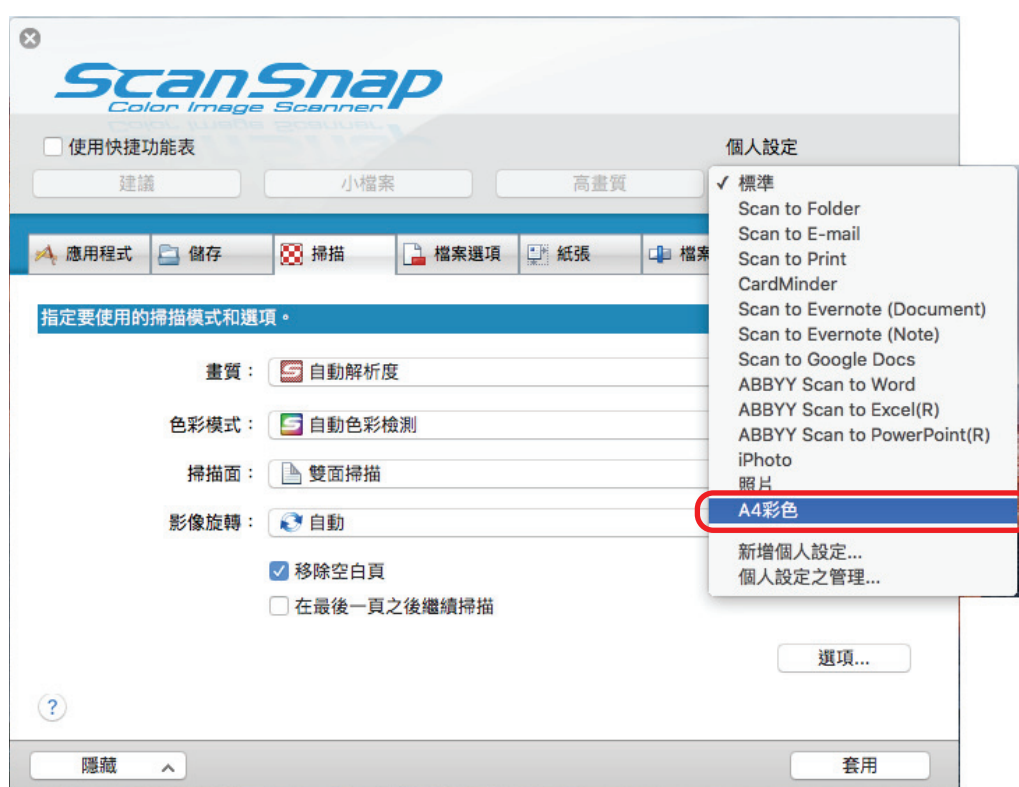 ScanSnap
Color Image Scanner
使用快捷功能表
個人設定
建議
小檔案
高畫質
✓ 標準
Scan to Folder
Scan to E-mail
Scan to Print
CardMinder
Scan to Evernote (Document)
Scan to Evernote (Note)
Scan to Google Docs
ABBYY Scan to Word
ABBYY Scan to Excel(R)
ABBYY Scan to PowerPoint(R)
iPhoto
照片
A4彩色
新增個人設定...
個人設定之管理...
應用程式
儲存
掃描
檔案選項
紙張
檔案
指定要使用的掃描模式和選項。
畫質： 自動解析度
色彩模式： 自動色彩檢測
掃描面： 雙面掃描
影像旋轉： 自動
移除空白頁
在最後一頁之後繼續掃描
選項...
?
隱藏
套用